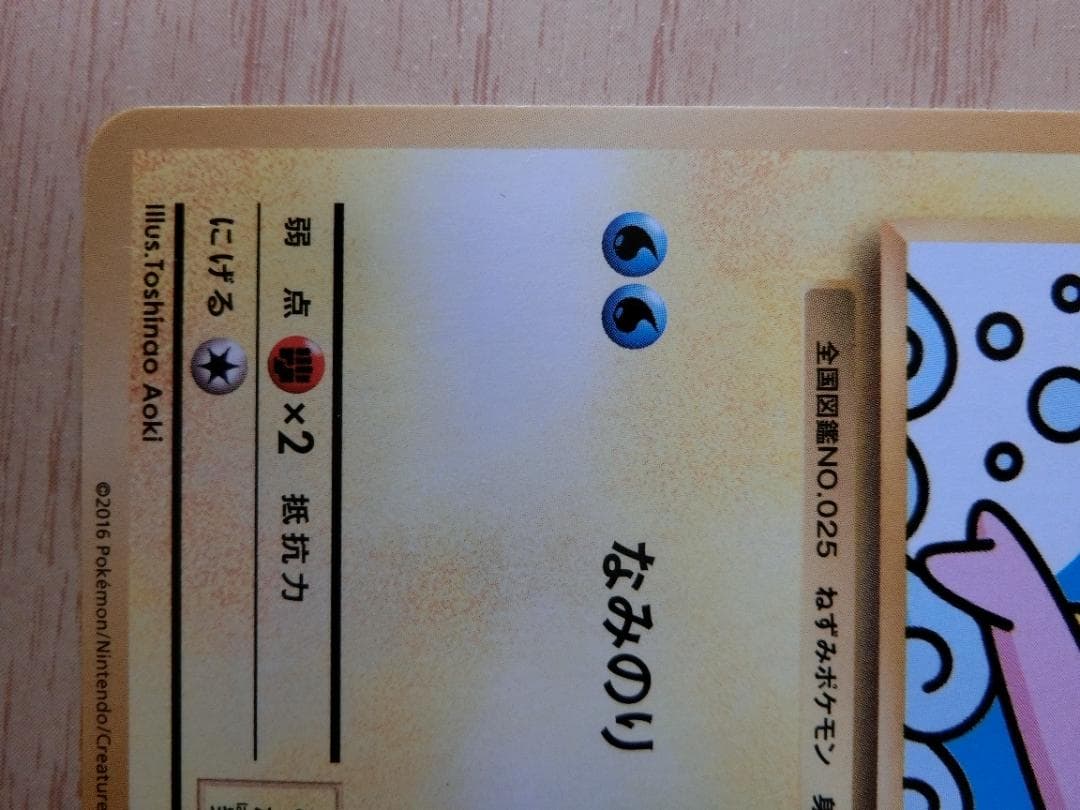 全国図鑑NO.025 ねずみポケモン 身
なみのり
弱点 ×2 抵抗力
にげる
Illus.Toshinao Aoki
©2016 Pokémon/Nintendo/Creature